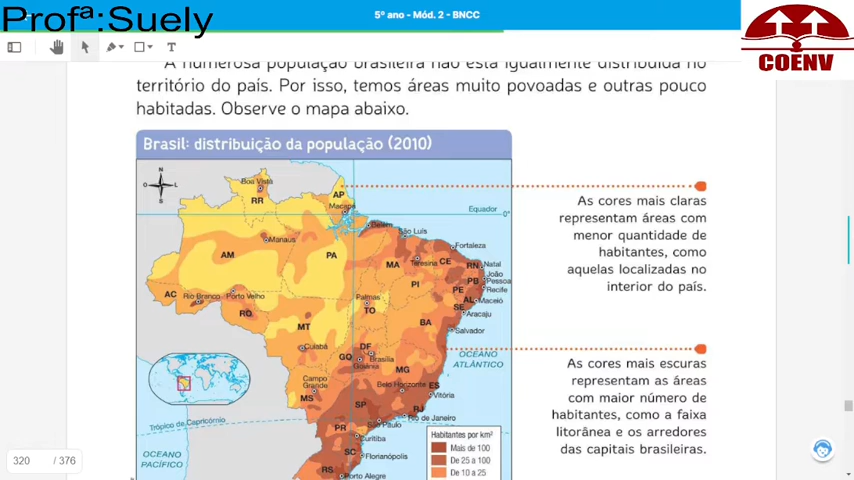 Profª:Suely
5º ano - Mód. 2 - BNCC
COENV
T
A numerosa população brasileira não está igualmente distribuída no
território do país. Por isso, temos áreas muito povoadas e outras pouco
habitadas. Observe o mapa abaixo.
Brasil: distribuição da população (2010)
N
O L
S
Boa Vista
RR
AP
Macapá
Equador
0°
Belém
São Luís
Manaus
Fortaleza
AM
PA
MA
Teresina
CE
RN
Natal
João
Pessoa
PB
PI
PE
Recife
AC
Rio Branco
Porto Velho
Palmas
AL
Maceió
TO
SE
Aracaju
RO
MT
BA
Salvador
Cuiabá
DF
Brasília
GO
Goiânia
OCEANO
ATLÂNTICO
MG
Campo
Grande
Belo Horizonte
ES
Vitória
MS
SP
RJ
Rio de Janeiro
Trópico de Capricórnio
São Paulo
PR
Curitiba
SC
Florianópolis
OCEANO
PACÍFICO
RS
Porto Alegre
Habitantes por km²
Mais de 100
De 25 a 100
De 10 a 25
As cores mais claras
representam áreas com
menor quantidade de
habitantes, como
aquelas localizadas no
interior do país.
As cores mais escuras
representam as áreas
com maior número de
habitantes, como a faixa
litorânea e os arredores
das capitais brasileiras.
320 / 376